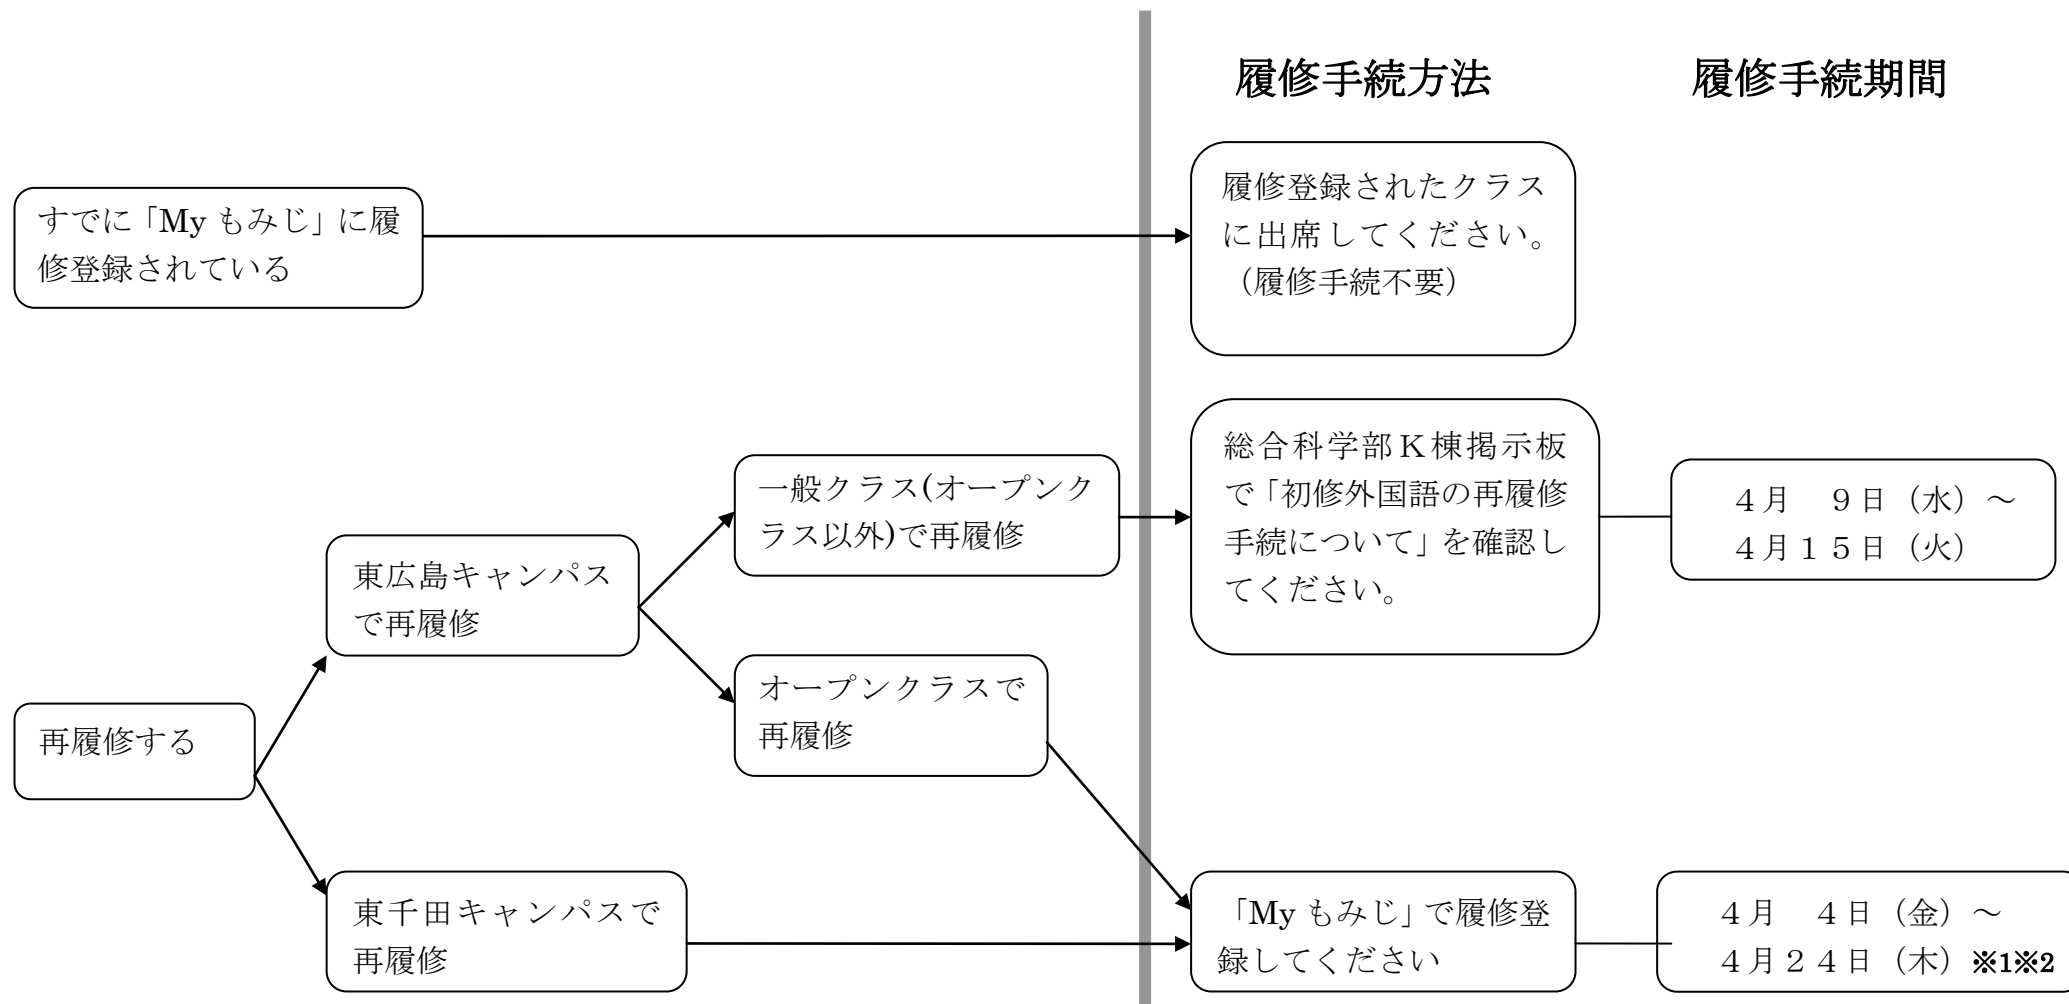 履修手続方法
履修手続期間
すでに「My もみじ」に履
修登録されている
履修登録されたクラス
に出席してください。
（履修手続不要）
一般クラス(オープンク
ラス以外)で再履修
総合科学部K棟掲示板
で「初修外国語の再履修
手続について」を確認し
てください。
４月　９日（水）～
４月１５日（火）
東広島キャンパス
で再履修
オープンクラスで
再履修
再履修する
東千田キャンパスで
再履修
「My もみじ」で履修登
録してください
４月　４日（金）～
４月２４日（木）※1※2